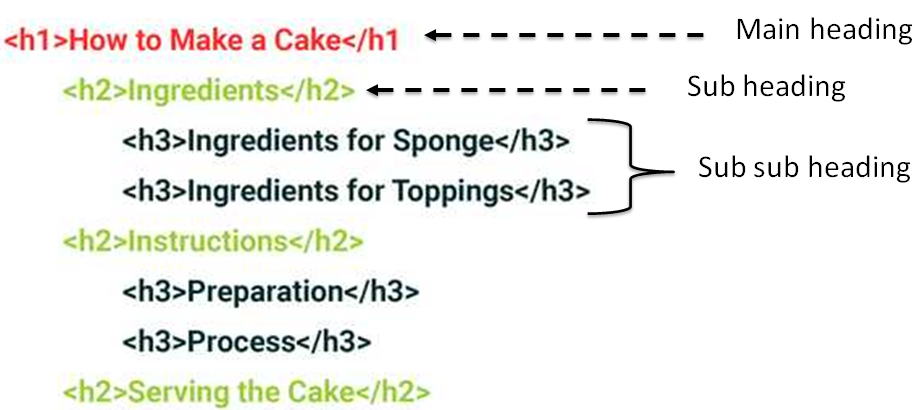 <h1>How to Make a Cake</h1
Main heading
<h2>Ingredients</h2>
Sub heading
<h3>Ingredients for Sponge</h3>
<h3>Ingredients for Toppings</h3>
Sub sub heading
<h2>Instructions</h2>
<h3>Preparation</h3>
<h3>Process</h3>
<h2>Serving the Cake</h2>